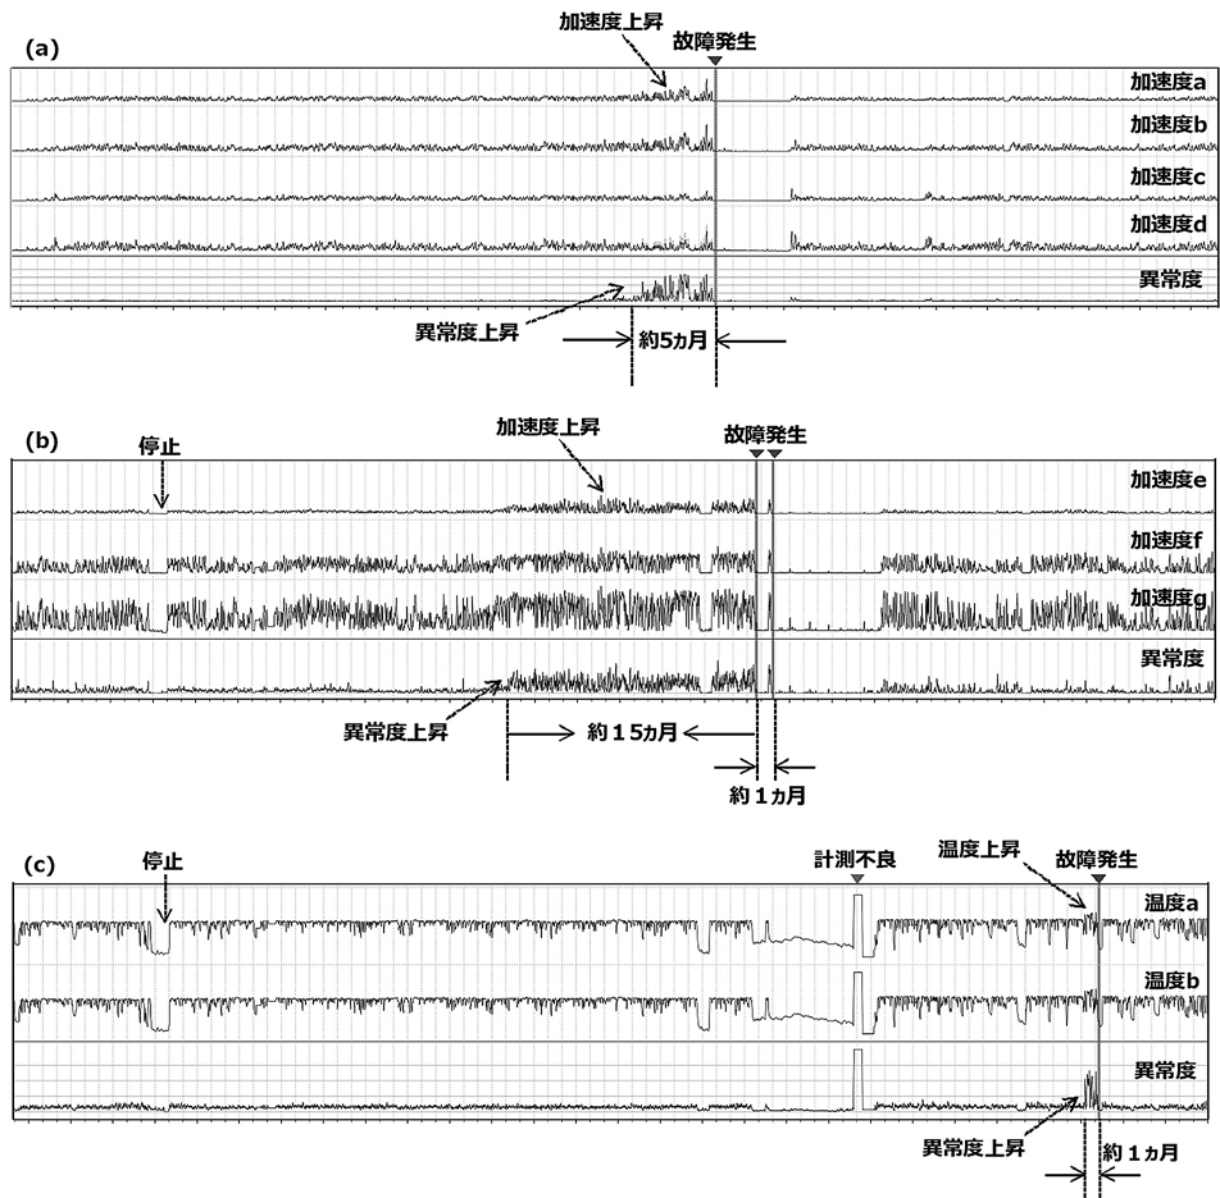 (a)
加速度上昇
故障発生
加速度a
加速度b
加速度c
加速度d
異常度
異常度上昇
約5ヵ月
(b)
停止
加速度上昇
故障発生
加速度e
加速度f
加速度g
異常度
異常度上昇
約15ヵ月
約1ヵ月
(c)
停止
計測不良
温度上昇
故障発生
温度a
温度b
異常度
異常度上昇
約1ヵ月